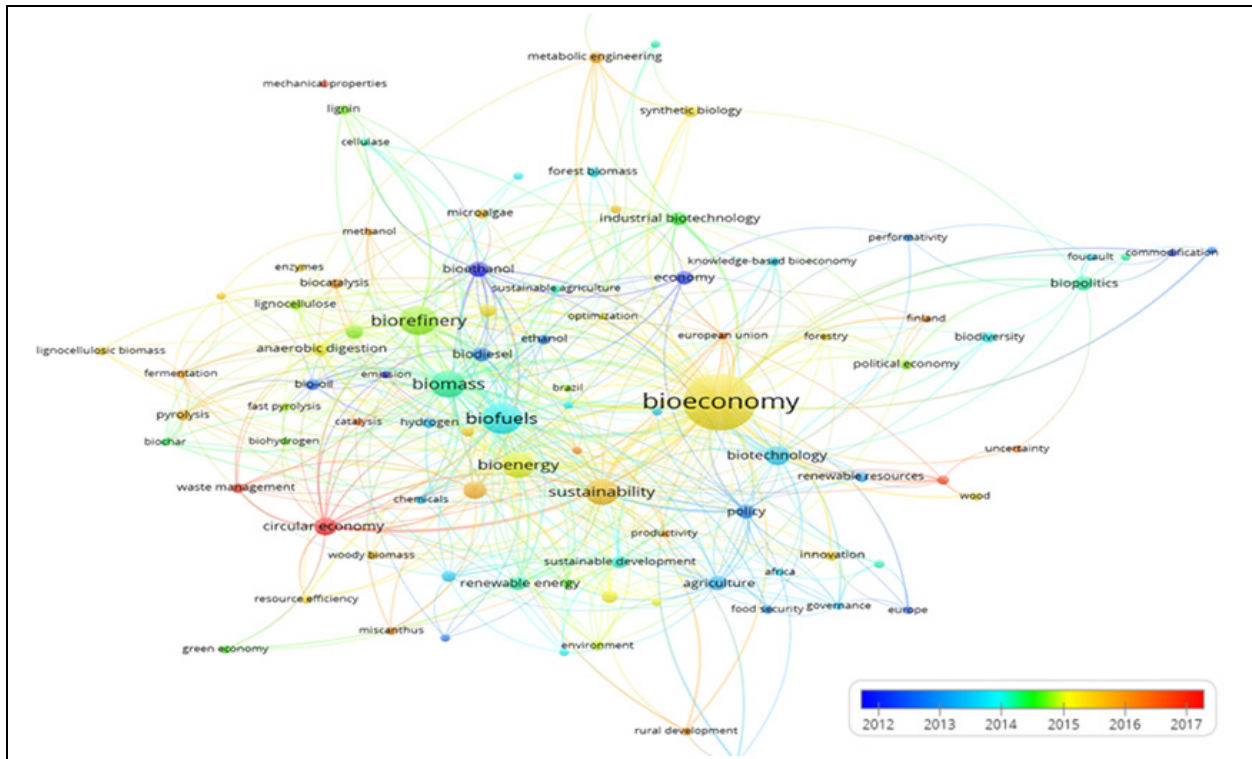 metabolic engineering
mechanical properties
lignin
synthetic biology
cellulase
forest biomass
microalgae
industrial biotechnology
methanol
performativity
enzymes
bioethanol
knowledge-based bioeconomy
foucault
commodification
biocatalysis
sustainable agriculture
economy
biopolitics
lignocellulose
biorefinery
optimization
finland
ethanol
european union
forestry
biodiversity
lignocellulosic biomass
anaerobic digestion
biodiesel
political economy
fermentation
bio-oil
emission
biomass
brazil
bioeconomy
pyrolysis
fast pyrolysis
catalysis
hydrogen
biofuels
biochar
biohydrogen
bioenergy
biotechnology
uncertainty
waste management
chemicals
sustainability
renewable resources
wood
circular economy
policy
productivity
woody biomass
sustainable development
innovation
renewable energy
agriculture
africa
resource efficiency
food security
governance
europe
miscanthus
green economy
environment
rural development
2012 2013 2014 2015 2016 2017